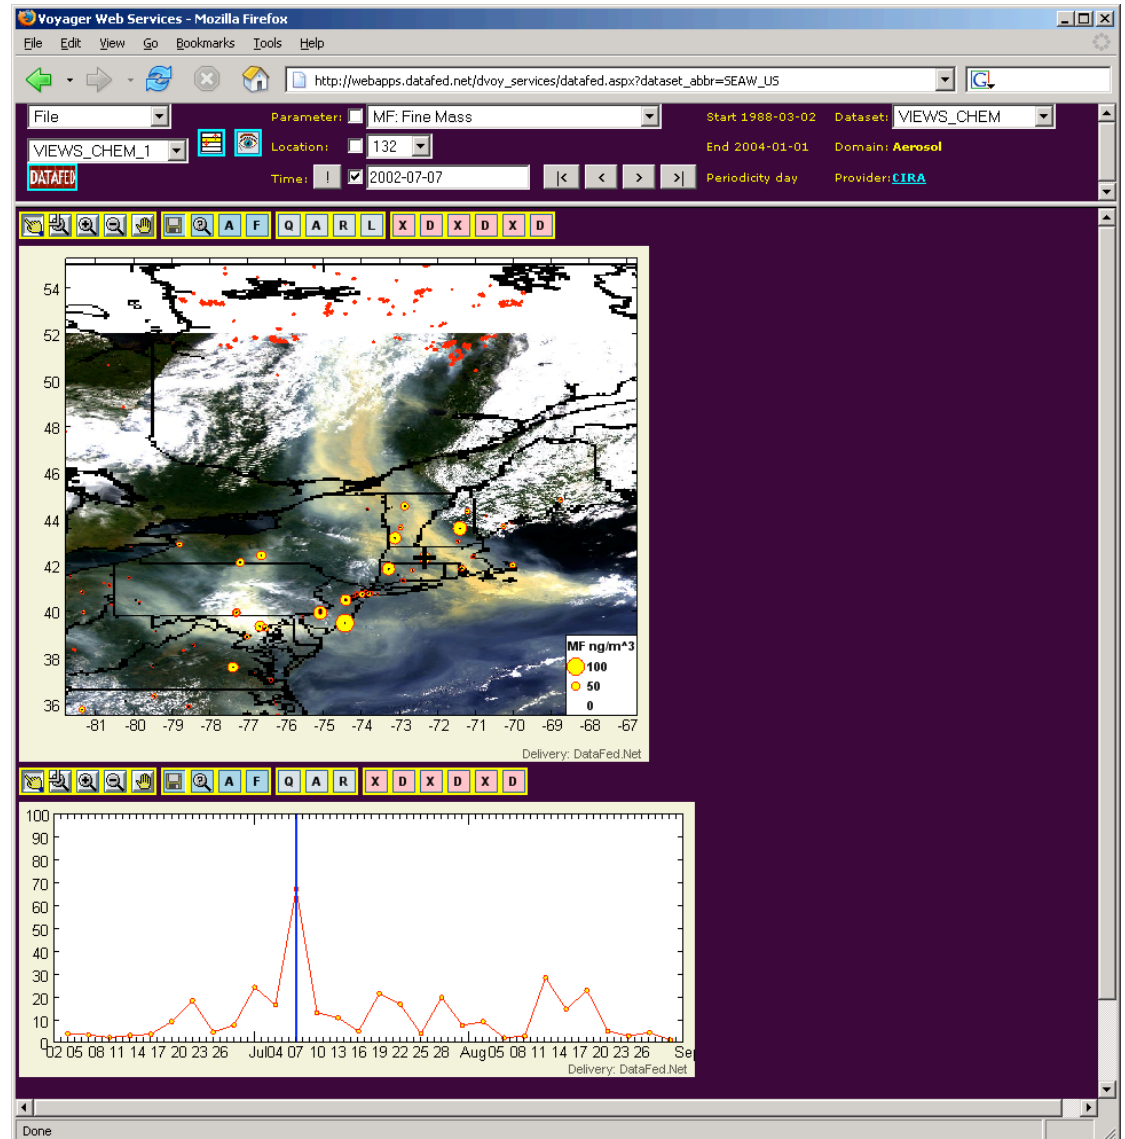 Voyager Web Services - Mozilla Firefox
File Edit View Go Bookmarks Tools Help
http://webapps.datafed.net/dvoy_services/datafed.aspx?dataset_abbr=SEAW_US G
File Parameter: MF: Fine Mass Start 1988-03-02 Dataset: VIEWS_CHEM
VIEWS_CHEM_1 Location: 132 End 2004-01-01 Domain: Aerosol
DATAFED Time: ! 2002-07-07 |< < > >| Periodicity day Provider: CIRA
A F Q A R L X D X D X D
54
52
50
48
46
44
42
40
38
36
MF ng/m^3
100
50
0
-81 -80 -79 -78 -77 -76 -75 -74 -73 -72 -71 -70 -69 -68 -67
Delivery: DataFed.Net
A F Q A R X D X D X D
100
90
80
70
60
50
40
30
20
10
0
02 05 08 11 14 17 20 23 26 Jul 04 07 10 13 16 19 22 25 28 Aug 05 08 11 14 17 20 23 26 Sep
Delivery: DataFed.Net
Done